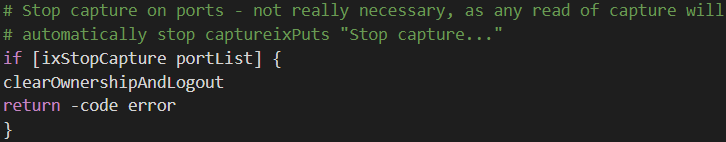 # Stop capture on ports - not really necessary, as any read of capture will
# automatically stop captureixPuts "Stop capture..."
if [ixStopCapture portList] {
clearOwnershipAndLogout
return -code error
}